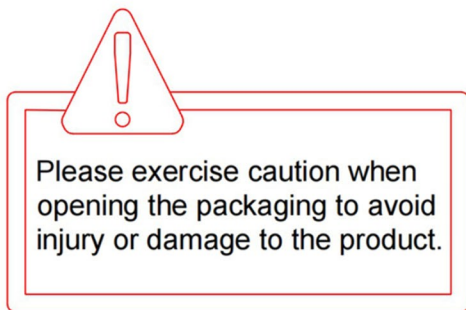 Please exercise caution when
opening the packaging to avoid
injury or damage to the product.